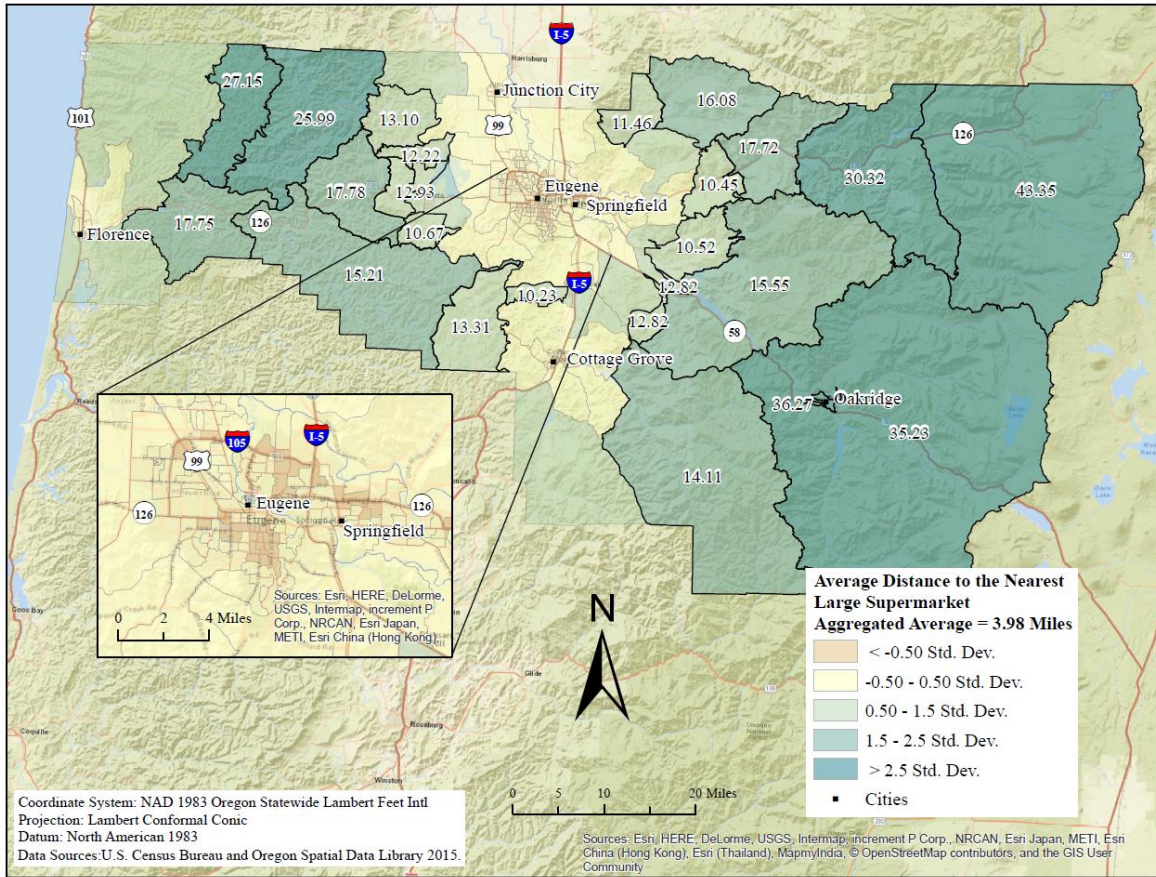 I-5
Harrisburg
27.15
Junction City
101
25.99
13.10
99
16.08
11.46
126
12.22
17.72
17.78
12.93
Eugene
10.45
30.32
43.35
Springfield
17.75
126
10.67
Florence
10.52
15.21
I-5
12.82
15.55
10.23
13.31
12.82
58
Cottage Grove
36.27
Oakridge
35.23
14.11
105
I-5
99
126
Eugene
Eugene
126
Springfield
Springfield
Sources: Esri, HERE, DeLorme,
USGS, Intermap, increment P
Corp., NRCAN, Esri Japan,
METI, Esri China (Hong Kong),
0 2 4 Miles
Coos Bay
Glide
Roseburg
Coquille
Winston
N
Average Distance to the Nearest
Large Supermarket
Aggregated Average = 3.98 Miles
< -0.50 Std. Dev.
-0.50 - 0.50 Std. Dev.
0.50 - 1.5 Std. Dev.
1.5 - 2.5 Std. Dev.
> 2.5 Std. Dev.
Cities
0 5 10 20 Miles
Coordinate System: NAD 1983 Oregon Statewide Lambert Feet Intl
Projection: Lambert Conformal Conic
Datum: North American 1983
Data Sources:U.S. Census Bureau and Oregon Spatial Data Library 2015.
Sources: Esri, HERE, DeLorme, USGS, Intermap, increment P Corp., NRCAN, Esri Japan, METI, Esri
China (Hong Kong), Esri (Thailand), MapmyIndia, © OpenStreetMap contributors, and the GIS User
Community